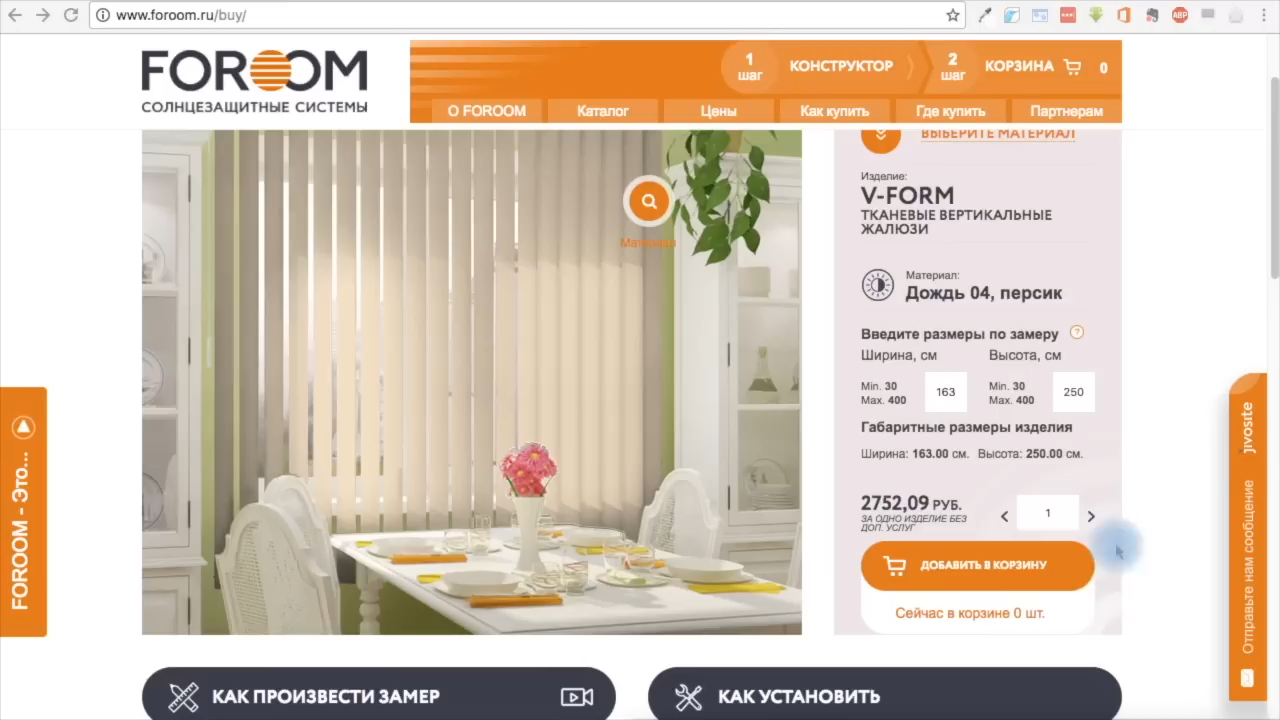 www.foroom.ru/buy/
ABP
FOROOM
СОЛНЦЕЗАЩИТНЫЕ СИСТЕМЫ
1
шаг
КОНСТРУКТОР
2
шаг
КОРЗИНА
0
О FOROOM
Каталог
Цены
Как купить
Где купить
Партнерам
ВЫБЕРИТЕ МАТЕРИАЛ
Изделие:
V-FORM
ТКАНЕВЫЕ ВЕРТИКАЛЬНЫЕ
ЖАЛЮЗИ
Материал:
Дождь 04, персик
Введите размеры по замеру ?
Ширина, см
Высота, см
Min. 30
Max. 400
163
Min. 30
Max. 400
250
Габаритные размеры изделия
Ширина: 163.00 см. Высота: 250.00 см.
2752,09 РУБ.
ЗА ОДНО ИЗДЕЛИЕ БЕЗ
ДОП. УСЛУГ
1
ДОБАВИТЬ В КОРЗИНУ
Сейчас в корзине 0 шт.
FOROOM - Это...
jivosite
Отправьте нам сообщение
КАК ПРОИЗВЕСТИ ЗАМЕР
КАК УСТАНОВИТЬ